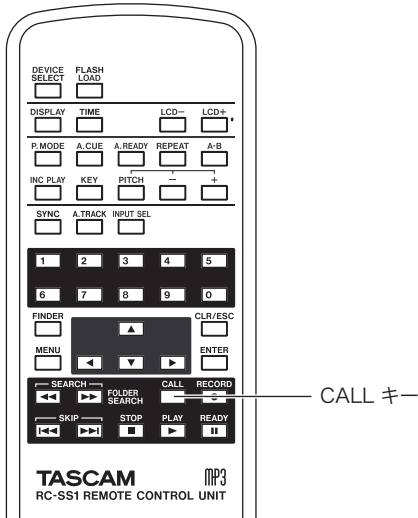 DEVICE SELECT FLASH LOAD
DISPLAY TIME LCD− LCD+
P.MODE A.CUE A.READY REPEAT A-B
INC PLAY KEY PITCH − +
SYNC A.TRACK INPUT SEL
1 2 3 4 5
6 7 8 9 0
FINDER CLR/ESC
MENU ENTER
SEARCH FOLDER SEARCH CALL RECORD
CALL キー
SKIP STOP PLAY READY
TASCAM MP3
RC-SS1 REMOTE CONTROL UNIT